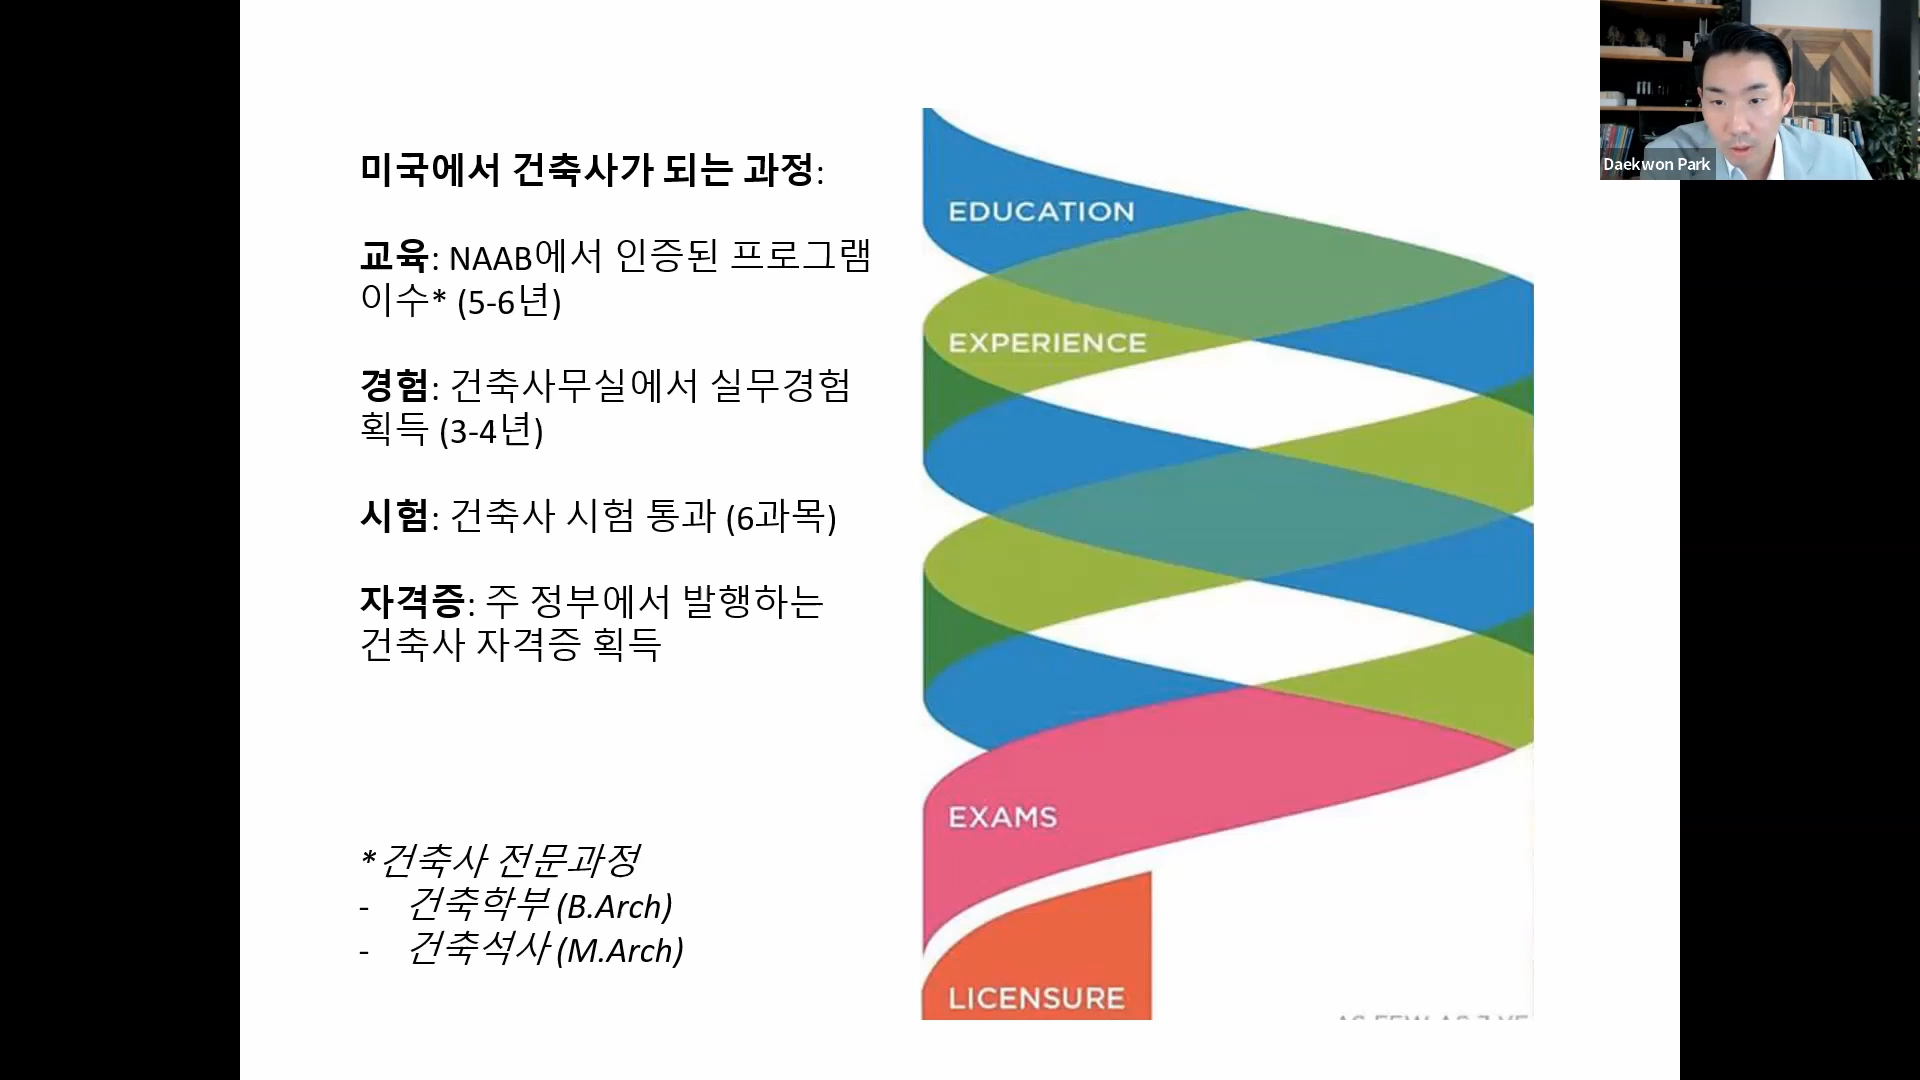 미국에서 건축사가 되는 과정:
교육: NAAB에서 인증된 프로그램
이수* (5-6년)
경험: 건축사무실에서 실무경험
획득 (3-4년)
시험: 건축사 시험 통과 (6과목)
자격증: 주 정부에서 발행하는
건축사 자격증 획득
*건축사 전문과정
- 건축학부 (B.Arch)
- 건축석사 (M.Arch)
EDUCATION
EXPERIENCE
EXAMS
LICENSURE
Daekwon Park